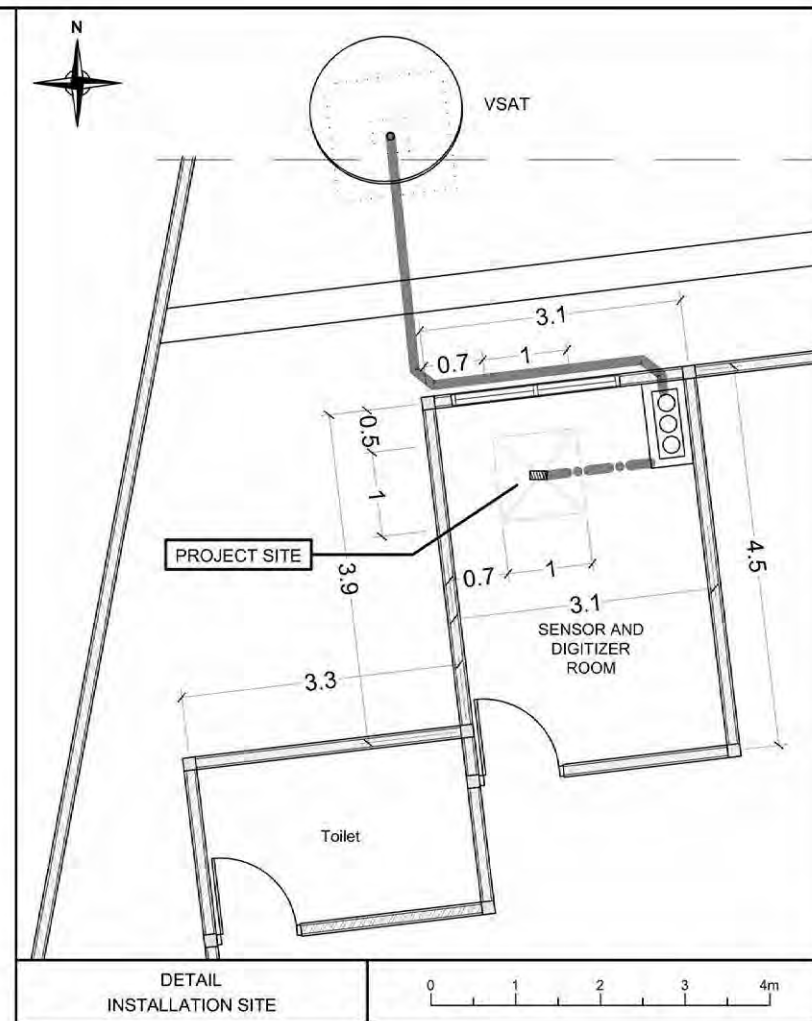 N
VSAT
3.1
0.7
1
0.5
1
PROJECT SITE
3.9
4.5
0.7
1
3.1
SENSOR AND
DIGITIZER
ROOM
3.3
Toilet
DETAIL
INSTALLATION SITE
0 1 2 3 4m